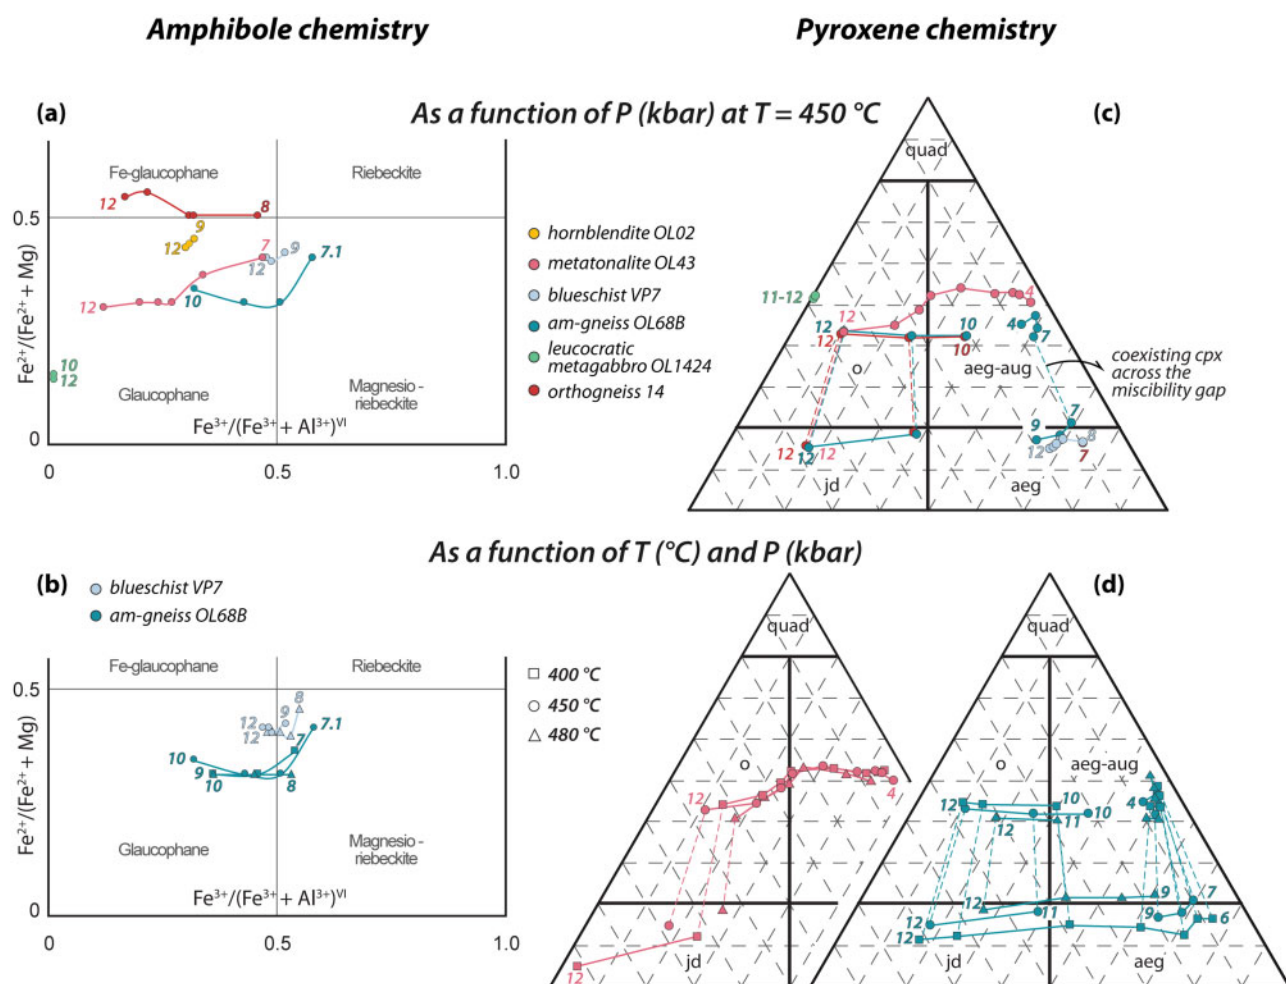 Amphibole chemistry
Pyroxene chemistry
(a)
As a function of P (kbar) at T = 450 °C
(c)
Fe-glaucophane
Riebeckite
quad
12
8
0.5
9
12
7
9
12
7.1
10
12
10
12
Glaucophane
Magnesio-
riebeckite
Fe²⁺/(Fe²⁺ + Mg)
Fe³⁺/(Fe³⁺ + Al³⁺)ⱽᴵ
0
0
0.5
1.0
hornblendite OL02
metatonalite OL43
blueschist VP7
am-gneiss OL68B
leucocratic
metagabbro OL1424
orthogneiss 14
11-12
4
12
12
10
4
7
12
10
o
aeg-aug
coexisting cpx
across the
miscibility gap
7
9
8
12
12
12
12
7
jd
aeg
As a function of T (°C) and P (kbar)
(b)
blueschist VP7
am-gneiss OL68B
(d)
quad
quad
Fe-glaucophane
Riebeckite
400 °C
450 °C
480 °C
0.5
8
12
9
12
7.1
7
10
9
10
8
Glaucophane
Magnesio-
riebeckite
Fe²⁺/(Fe²⁺ + Mg)
Fe³⁺/(Fe³⁺ + Al³⁺)ⱽᴵ
0
0
0.5
1.0
o
12
4
jd
12
o
aeg-aug
12
10
4
10
12
11
12
9
7
12
11
9
6
12
jd
aeg